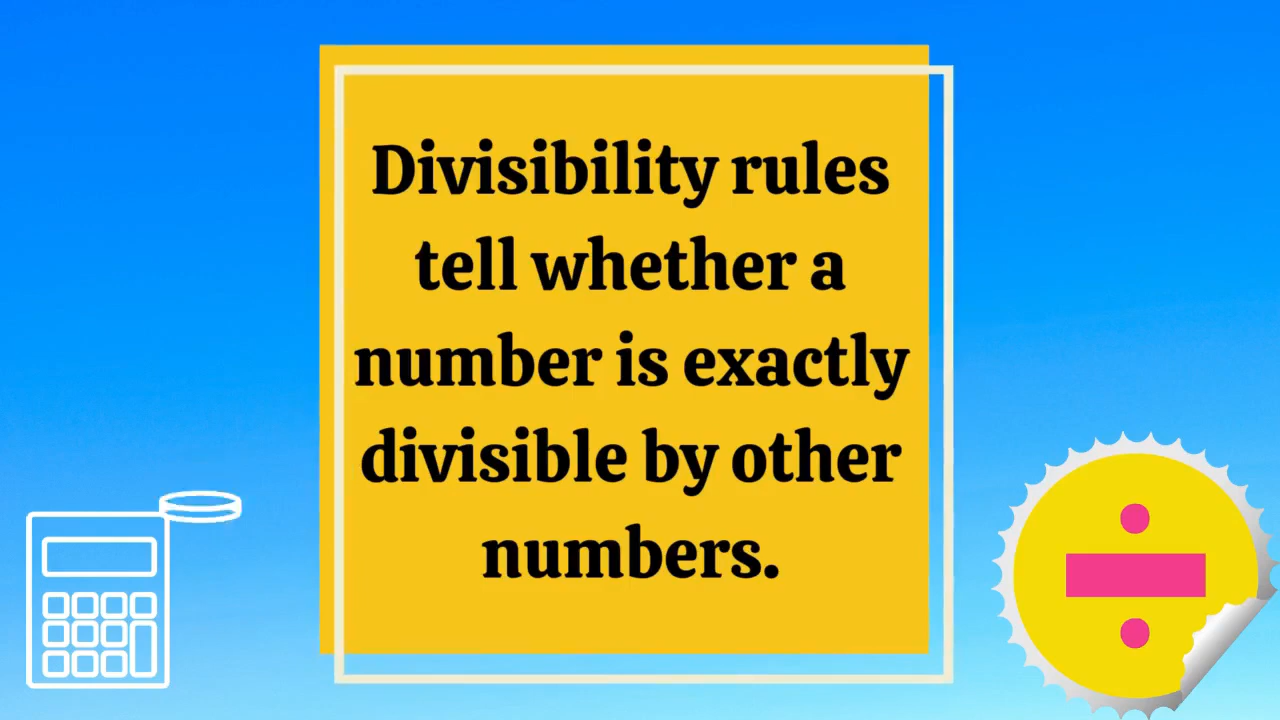 Divisibility rules
tell whether a
number is exactly
divisible by other
numbers.